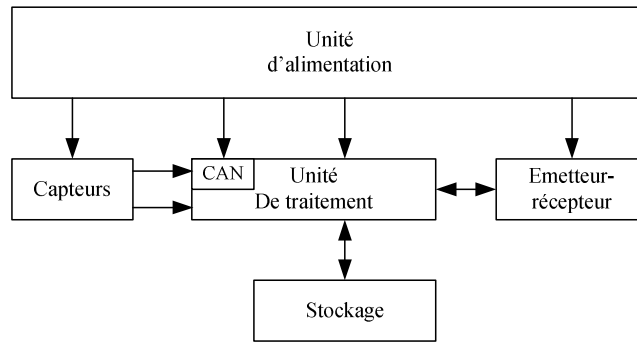 Unité
d'alimentation
Capteurs
CAN
Unité
De traitement
Emetteur-
récepteur
Stockage